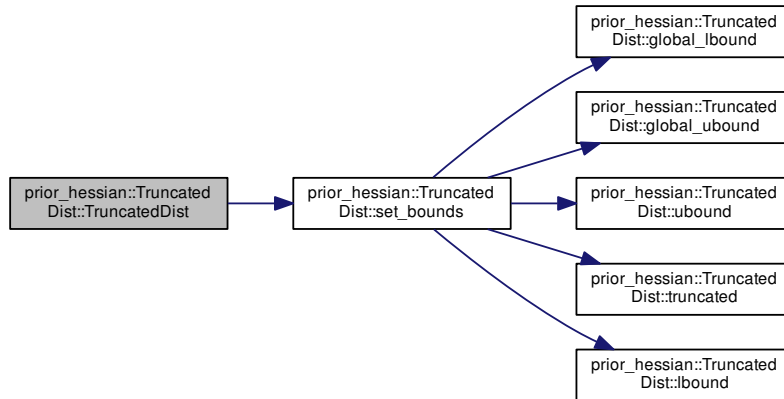 prior_hessian::Truncated
Dist::TruncatedDist
prior_hessian::Truncated
Dist::set_bounds
prior_hessian::Truncated
Dist::global_lbound
prior_hessian::Truncated
Dist::global_ubound
prior_hessian::Truncated
Dist::ubound
prior_hessian::Truncated
Dist::truncated
prior_hessian::Truncated
Dist::lbound